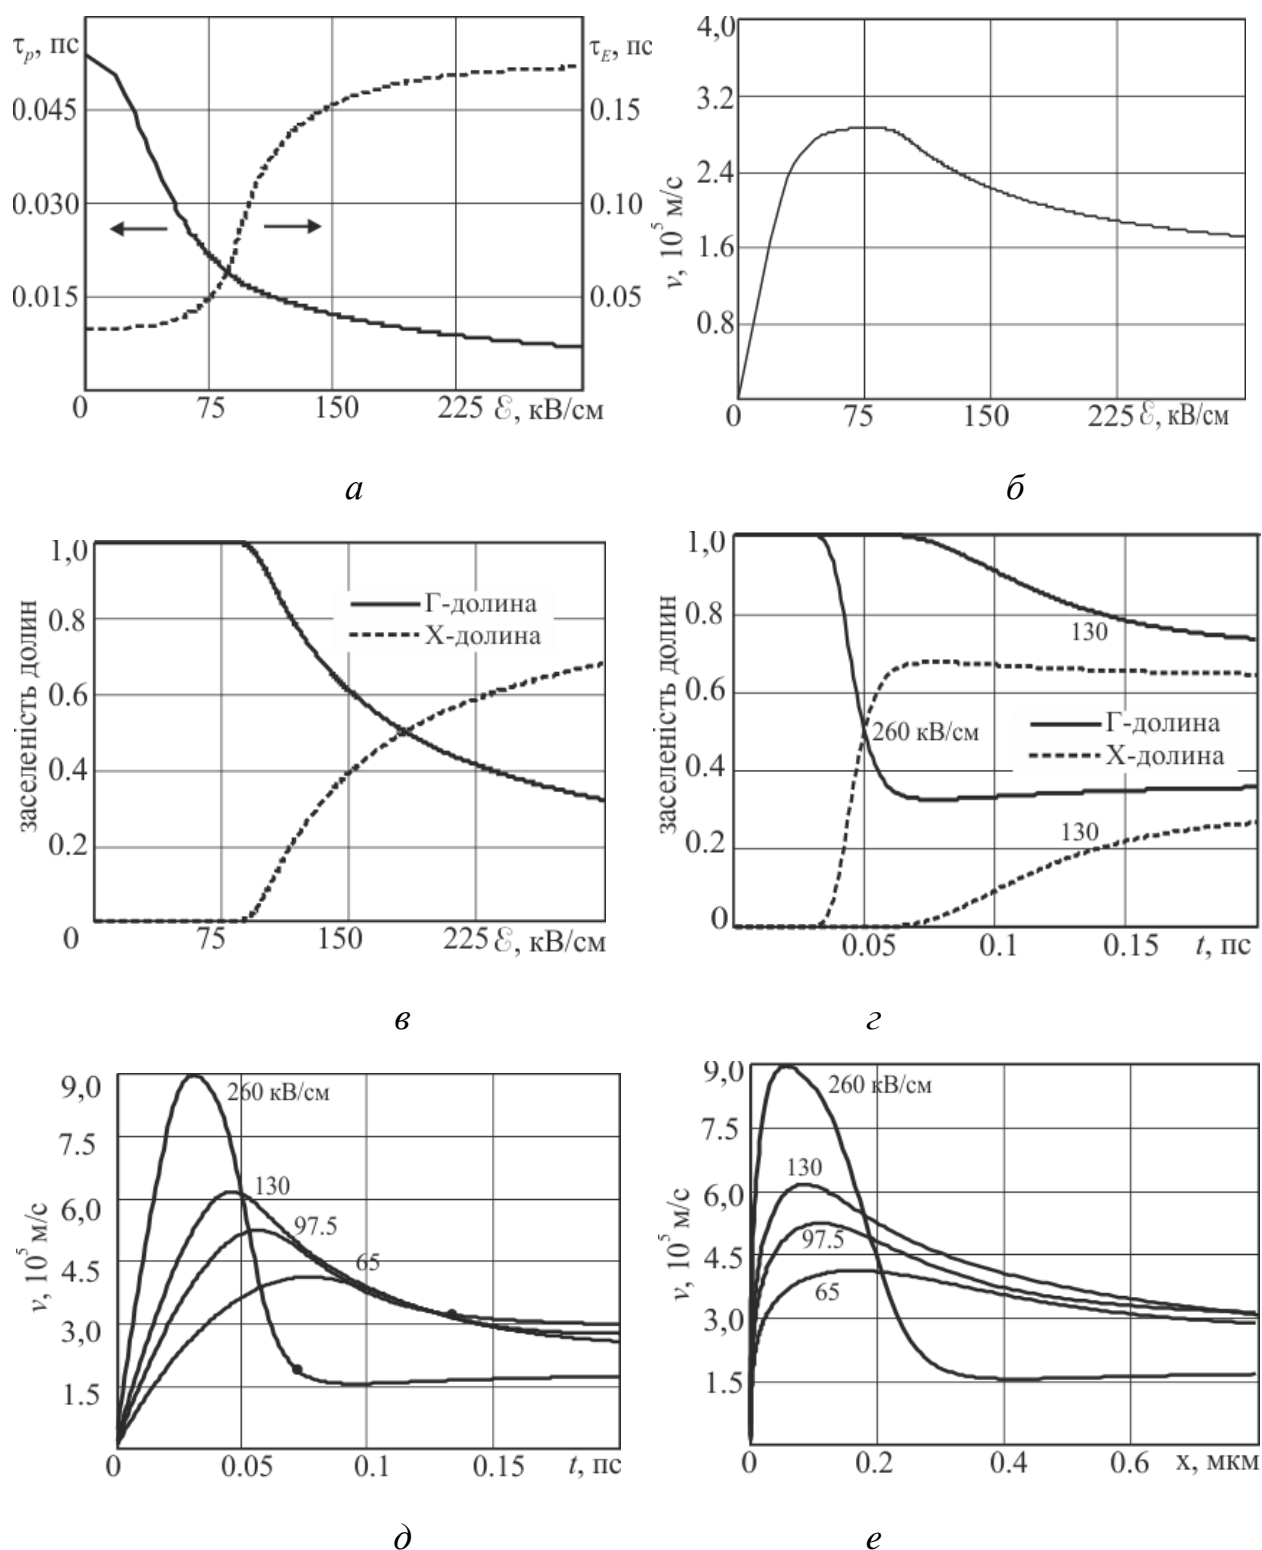 τp, пс
0.045
0.030
0.015
0
75
150
225 ℰ, кВ/см
τE, пс
0.15
0.10
0.05
а
4,0
3.2
2.4
1.6
0.8
0
v, 10⁵ м/с
75
150
225 ℰ, кВ/см
б
1,0
0.8
0.6
0.4
0.2
0
заселеність долин
Г-долина
Х-долина
75
150
225 ℰ, кВ/см
в
1,0
0.8
0.6
0.4
0.2
0
заселеність долин
130
260 кВ/см
Г-долина
Х-долина
130
0.05
0.1
0.15
t, пс
г
9,0
7.5
6,0
4.5
3,0
1.5
0
v, 10⁵ м/с
260 кВ/см
130
97.5
65
0.05
0.1
0.15
t, пс
д
9,0
7.5
6,0
4.5
3,0
1.5
0
v, 10⁵ м/с
260 кВ/см
130
97.5
65
0.2
0.4
0.6
х, мкм
е